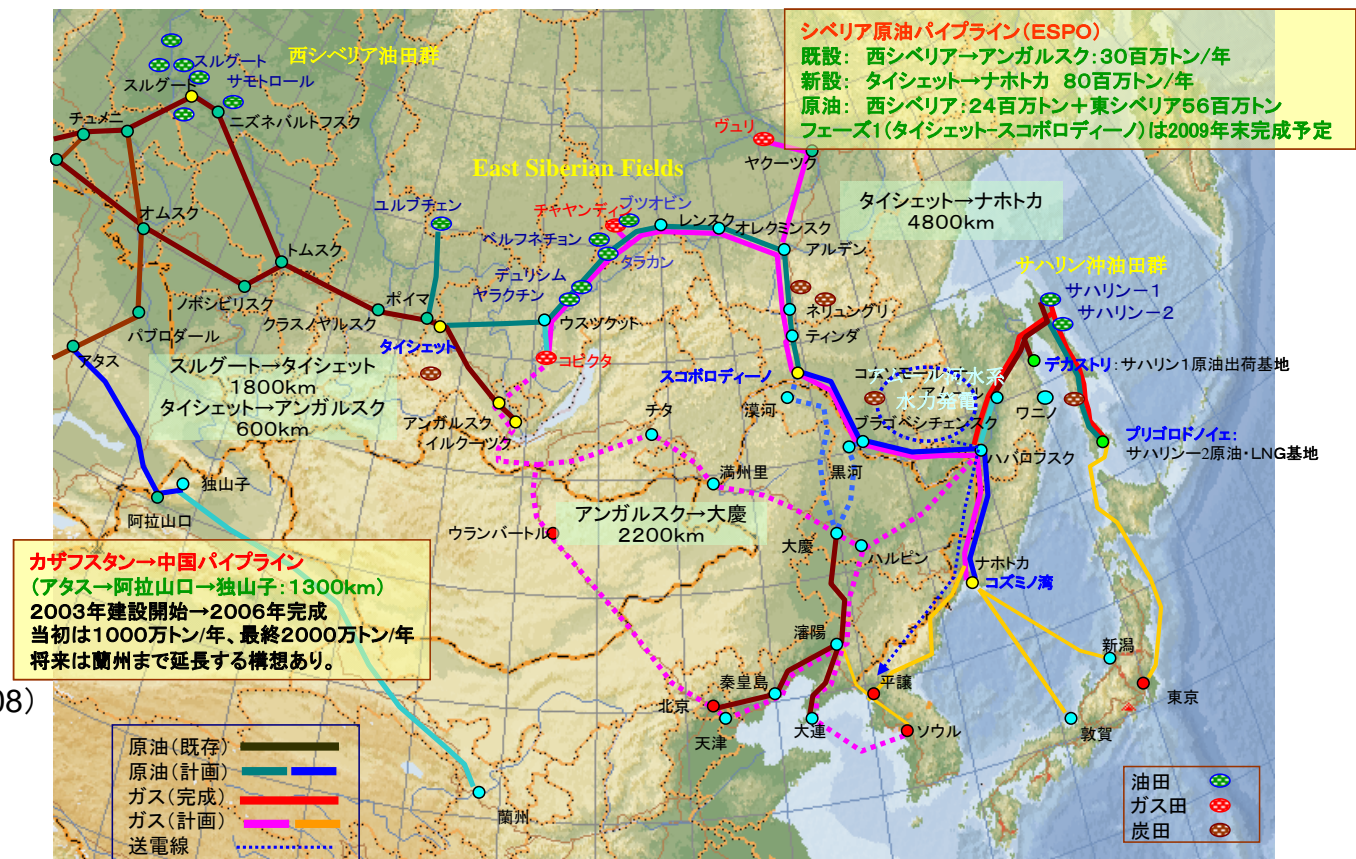 シベリア原油パイプライン(ESPO)
既設： 西シベリア→アンガルスク：30百万トン/年
新設： タイシェット→ナホトカ 80百万トン/年
原油： 西シベリア：24百万トン＋東シベリア56百万トン
フェーズ1(タイシェット-スコボロディーノ)は2009年末完成予定
西シベリア油田群
スルグート
スルグート
サモトロール
チュメニ
ニズネバルトフスク
ヴュリ
ヤクーツク
East Siberian Fields
タイシェット→ナホトカ
4800km
ユルブチェン
チャヤンディ
ブツオビン
レンスク
オレクミンスク
オムスク
ベルフネチョン
アルデン
タラカン
トムスク
サハリン沖油田群
デュリシム
ヤラクチン
サハリンー1
サハリンー2
ノボシビリスク
ポイマ
クラスノヤルスク
ウスツクット
ネリュングリ
パブロダール
ティンダ
タイシェット
アタス
コビクタ
スルグート→タイシェット
1800km
タイシェット→アンガルスク
600km
スコボロディーノ
デカストリ：サハリン1原油出荷基地
水力発電
漠河
チタ
ワニノ
アンガルスク
イルクーツク
ブラゴベシチェンスク
プリゴロドノイェ：
サハリンー2原油・LNG基地
ハバロフスク
黒河
満州里
独山子
阿拉山口
アンガルスク→大慶
2200km
ウランバートル
大慶
ハルピン
ナホトカ
コズミノ湾
カザフスタン→中国パイプライン
(アタス→阿拉山口→独山子：1300km)
2003年建設開始→2006年完成
当初は1000万トン/年、最終2000万トン/年
将来は蘭州まで延長する構想あり。
瀋陽
新潟
秦皇島
平譲
東京
08）
北京
天津
大連
ソウル
敦賀
原油(既存)
原油(計画)
ガス(完成)
ガス(計画)
送電線
蘭州
油田
ガス田
炭田